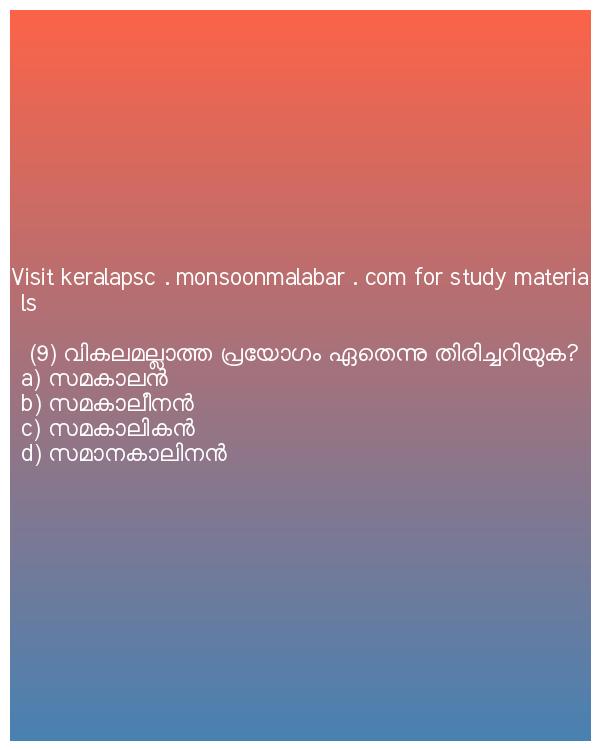 Visit keralapsc . monsoonmalabar . com for study materia
ls
(9) വികലമല്ലാത്ത പ്രയോഗം ഏതെന്നു തിരിച്ചറിയുക?
a) സമകാലൻ
b) സമകാലീനൻ
c) സമകാലികൻ
d) സമാനകാലിനൻ